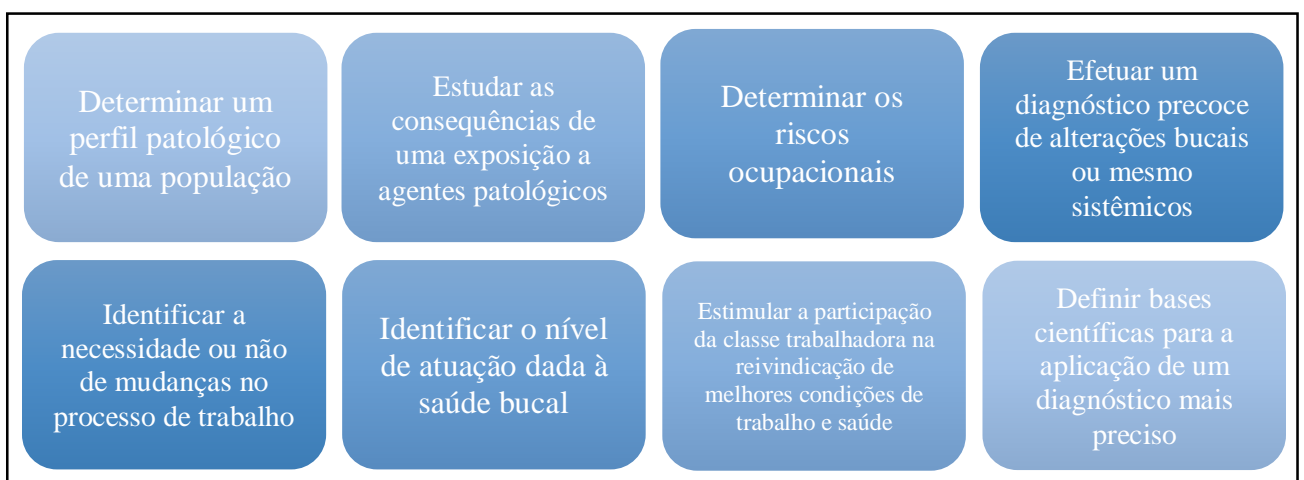 Determinar um
perfil patológico
de uma população
Estudar as
consequências de
uma exposição a
agentes patológicos
Determinar os
riscos
ocupacionais
Efetuar um
diagnóstico precoce
de alterações bucais
ou mesmo
sistêmicos
Identificar a
necessidade ou não
de mudanças no
processo de trabalho
Identificar o nível
de atuação dada à
saúde bucal
Estimular a participação
da classe trabalhadora na
reivindicação de
melhores condições de
trabalho e saúde
Definir bases
científicas para a
aplicação de um
diagnóstico mais
preciso